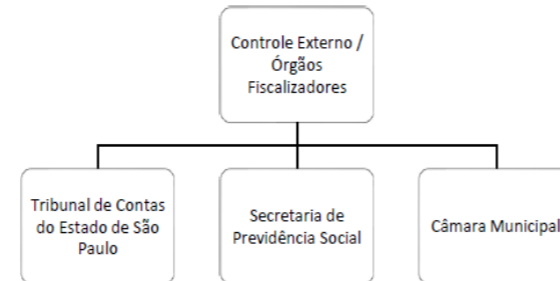 Controle Externo /
Órgãos
Fiscalizadores
Tribunal de Contas
do Estado de São
Paulo
Secretaria de
Previdência Social
Câmara Municipal